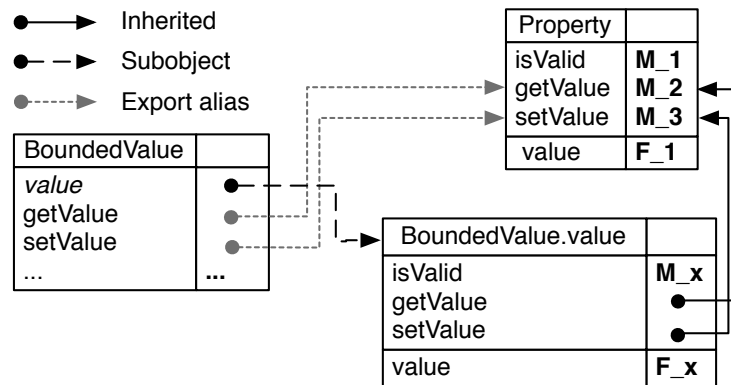 Inherited
Subobject
Export alias
Property
isValid M_1
getValue M_2
setValue M_3
value F_1
BoundedValue
value
getValue
setValue
... ...
BoundedValue.value
isValid M_x
getValue
setValue
value F_x